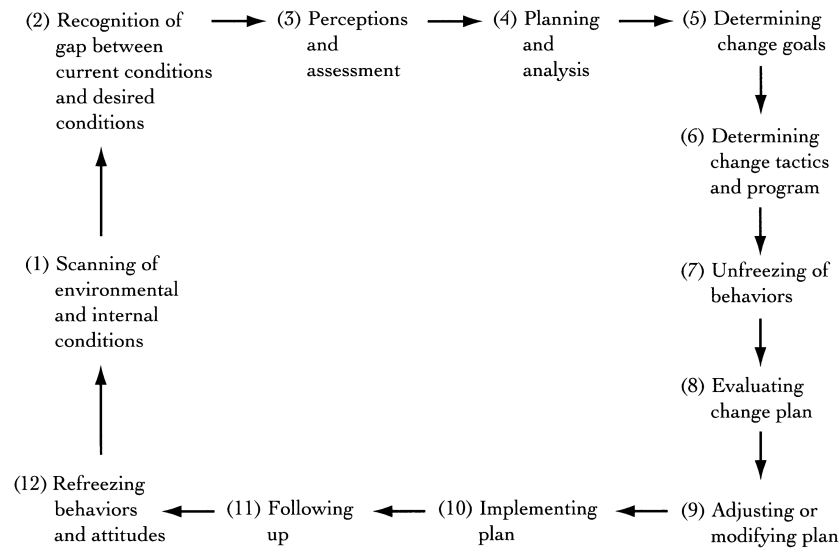 (2) Recognition of
gap between
current conditions
and desired
conditions
(3) Perceptions
and
assessment
(4) Planning
and
analysis
(5) Determining
change goals
(6) Determining
change tactics
and program
(7) Unfreezing of
behaviors
(8) Evaluating
change plan
(9) Adjusting or
modifying plan
(10) Implementing
plan
(11) Following
up
(12) Refreezing
behaviors
and attitudes
(1) Scanning of
environmental
and internal
conditions